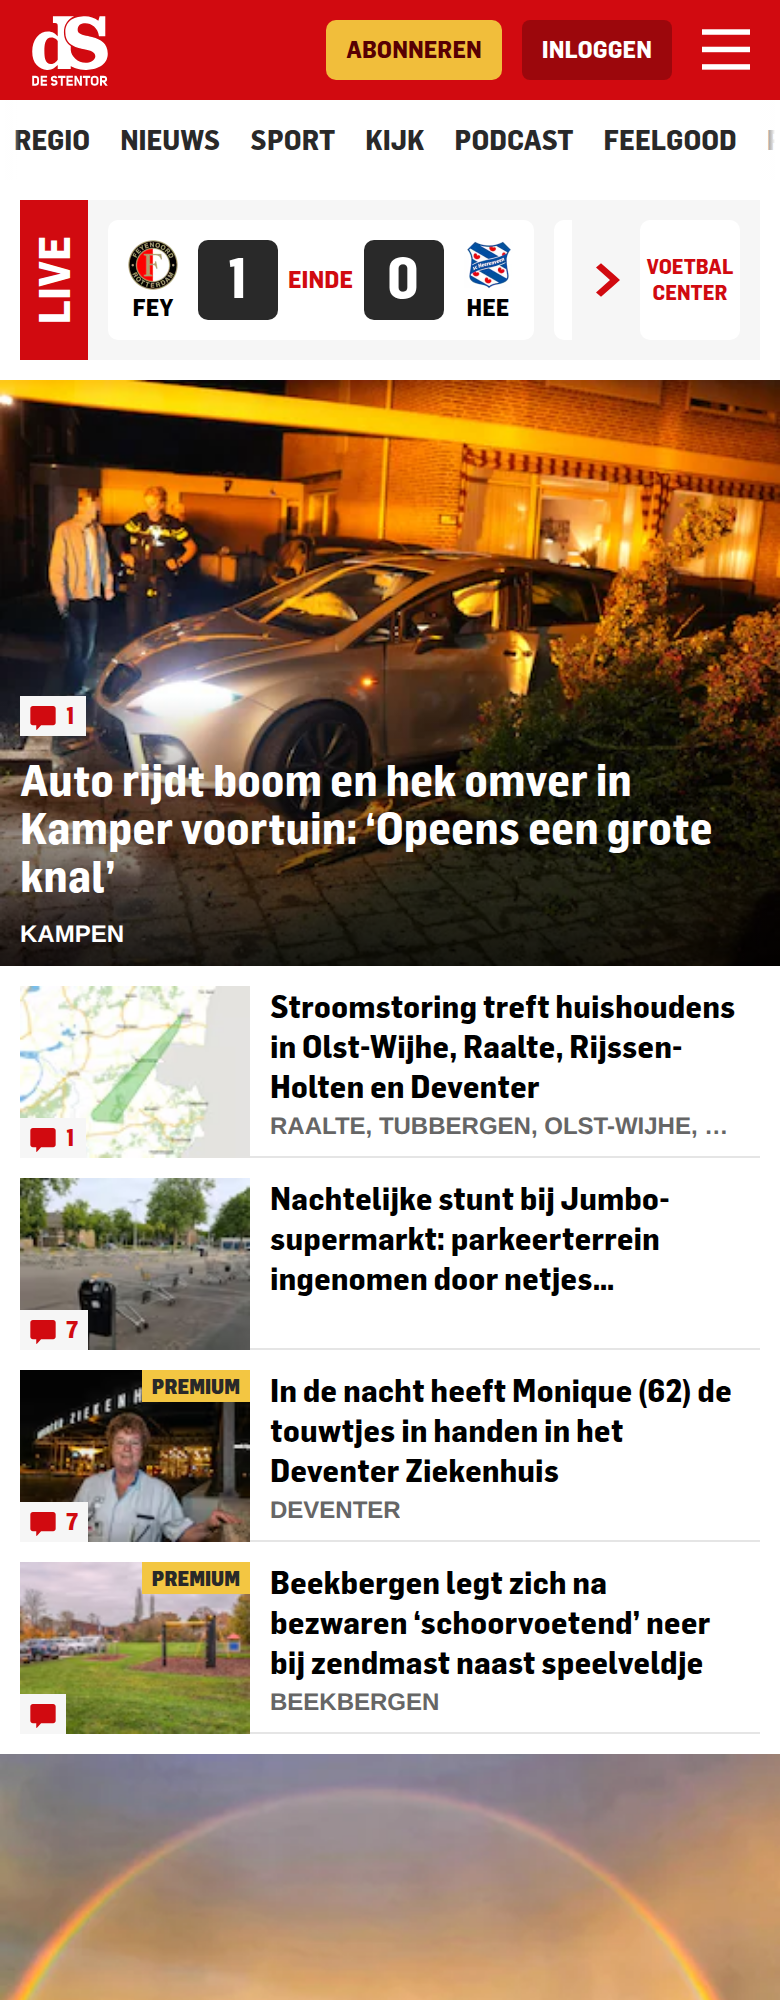 dS
DE STENTOR
ABONNEREN
INLOGGEN
REGIO NIEUWS SPORT KIJK PODCAST FEELGOOD
LIVE
FEYENOORD
ROTTERDAM
FEY
1
EINDE
0
HEE
VOETBAL
CENTER
1
Auto rijdt boom en hek omver in
Kamper voortuin: ‘Opeens een grote
knal’
KAMPEN
1
Stroomstoring treft huishoudens
in Olst-Wijhe, Raalte, Rijssen-
Holten en Deventer
RAALTE, TUBBERGEN, OLST-WIJHE, …
7
Nachtelijke stunt bij Jumbo-
supermarkt: parkeerterrein
ingenomen door netjes...
PREMIUM
7
In de nacht heeft Monique (62) de
touwtjes in handen in het
Deventer Ziekenhuis
DEVENTER
PREMIUM
Beekbergen legt zich na
bezwaren ‘schoorvoetend’ neer
bij zendmast naast speelveldje
BEEKBERGEN